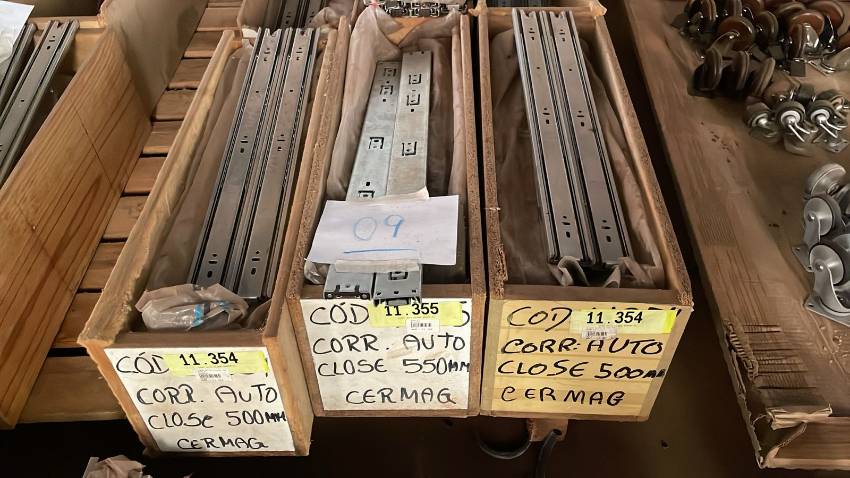 CÓD 11.354
CORR. AUTO
CLOSE 500MM
CERMAG
09
CÓD 11.355
CORR. AUTO
CLOSE 550MM
CERMAG
CÓD 11.354
CORR. AUTO
CLOSE 500MM
CERMAG